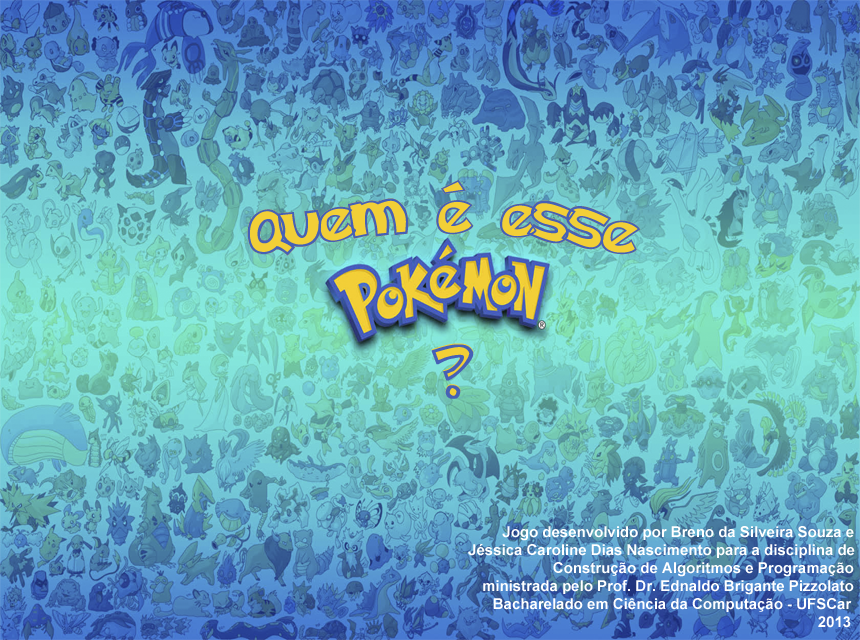 Quem é esse
POKÉMON
®
?
Jogo desenvolvido por Breno da Silveira Souza e
Jéssica Caroline Dias Nascimento para a disciplina de
Construção de Algoritmos e Programação
ministrada pelo Prof. Dr. Ednaldo Brigante Pizzolato
Bacharelado em Ciência da Computação - UFSCar
2013